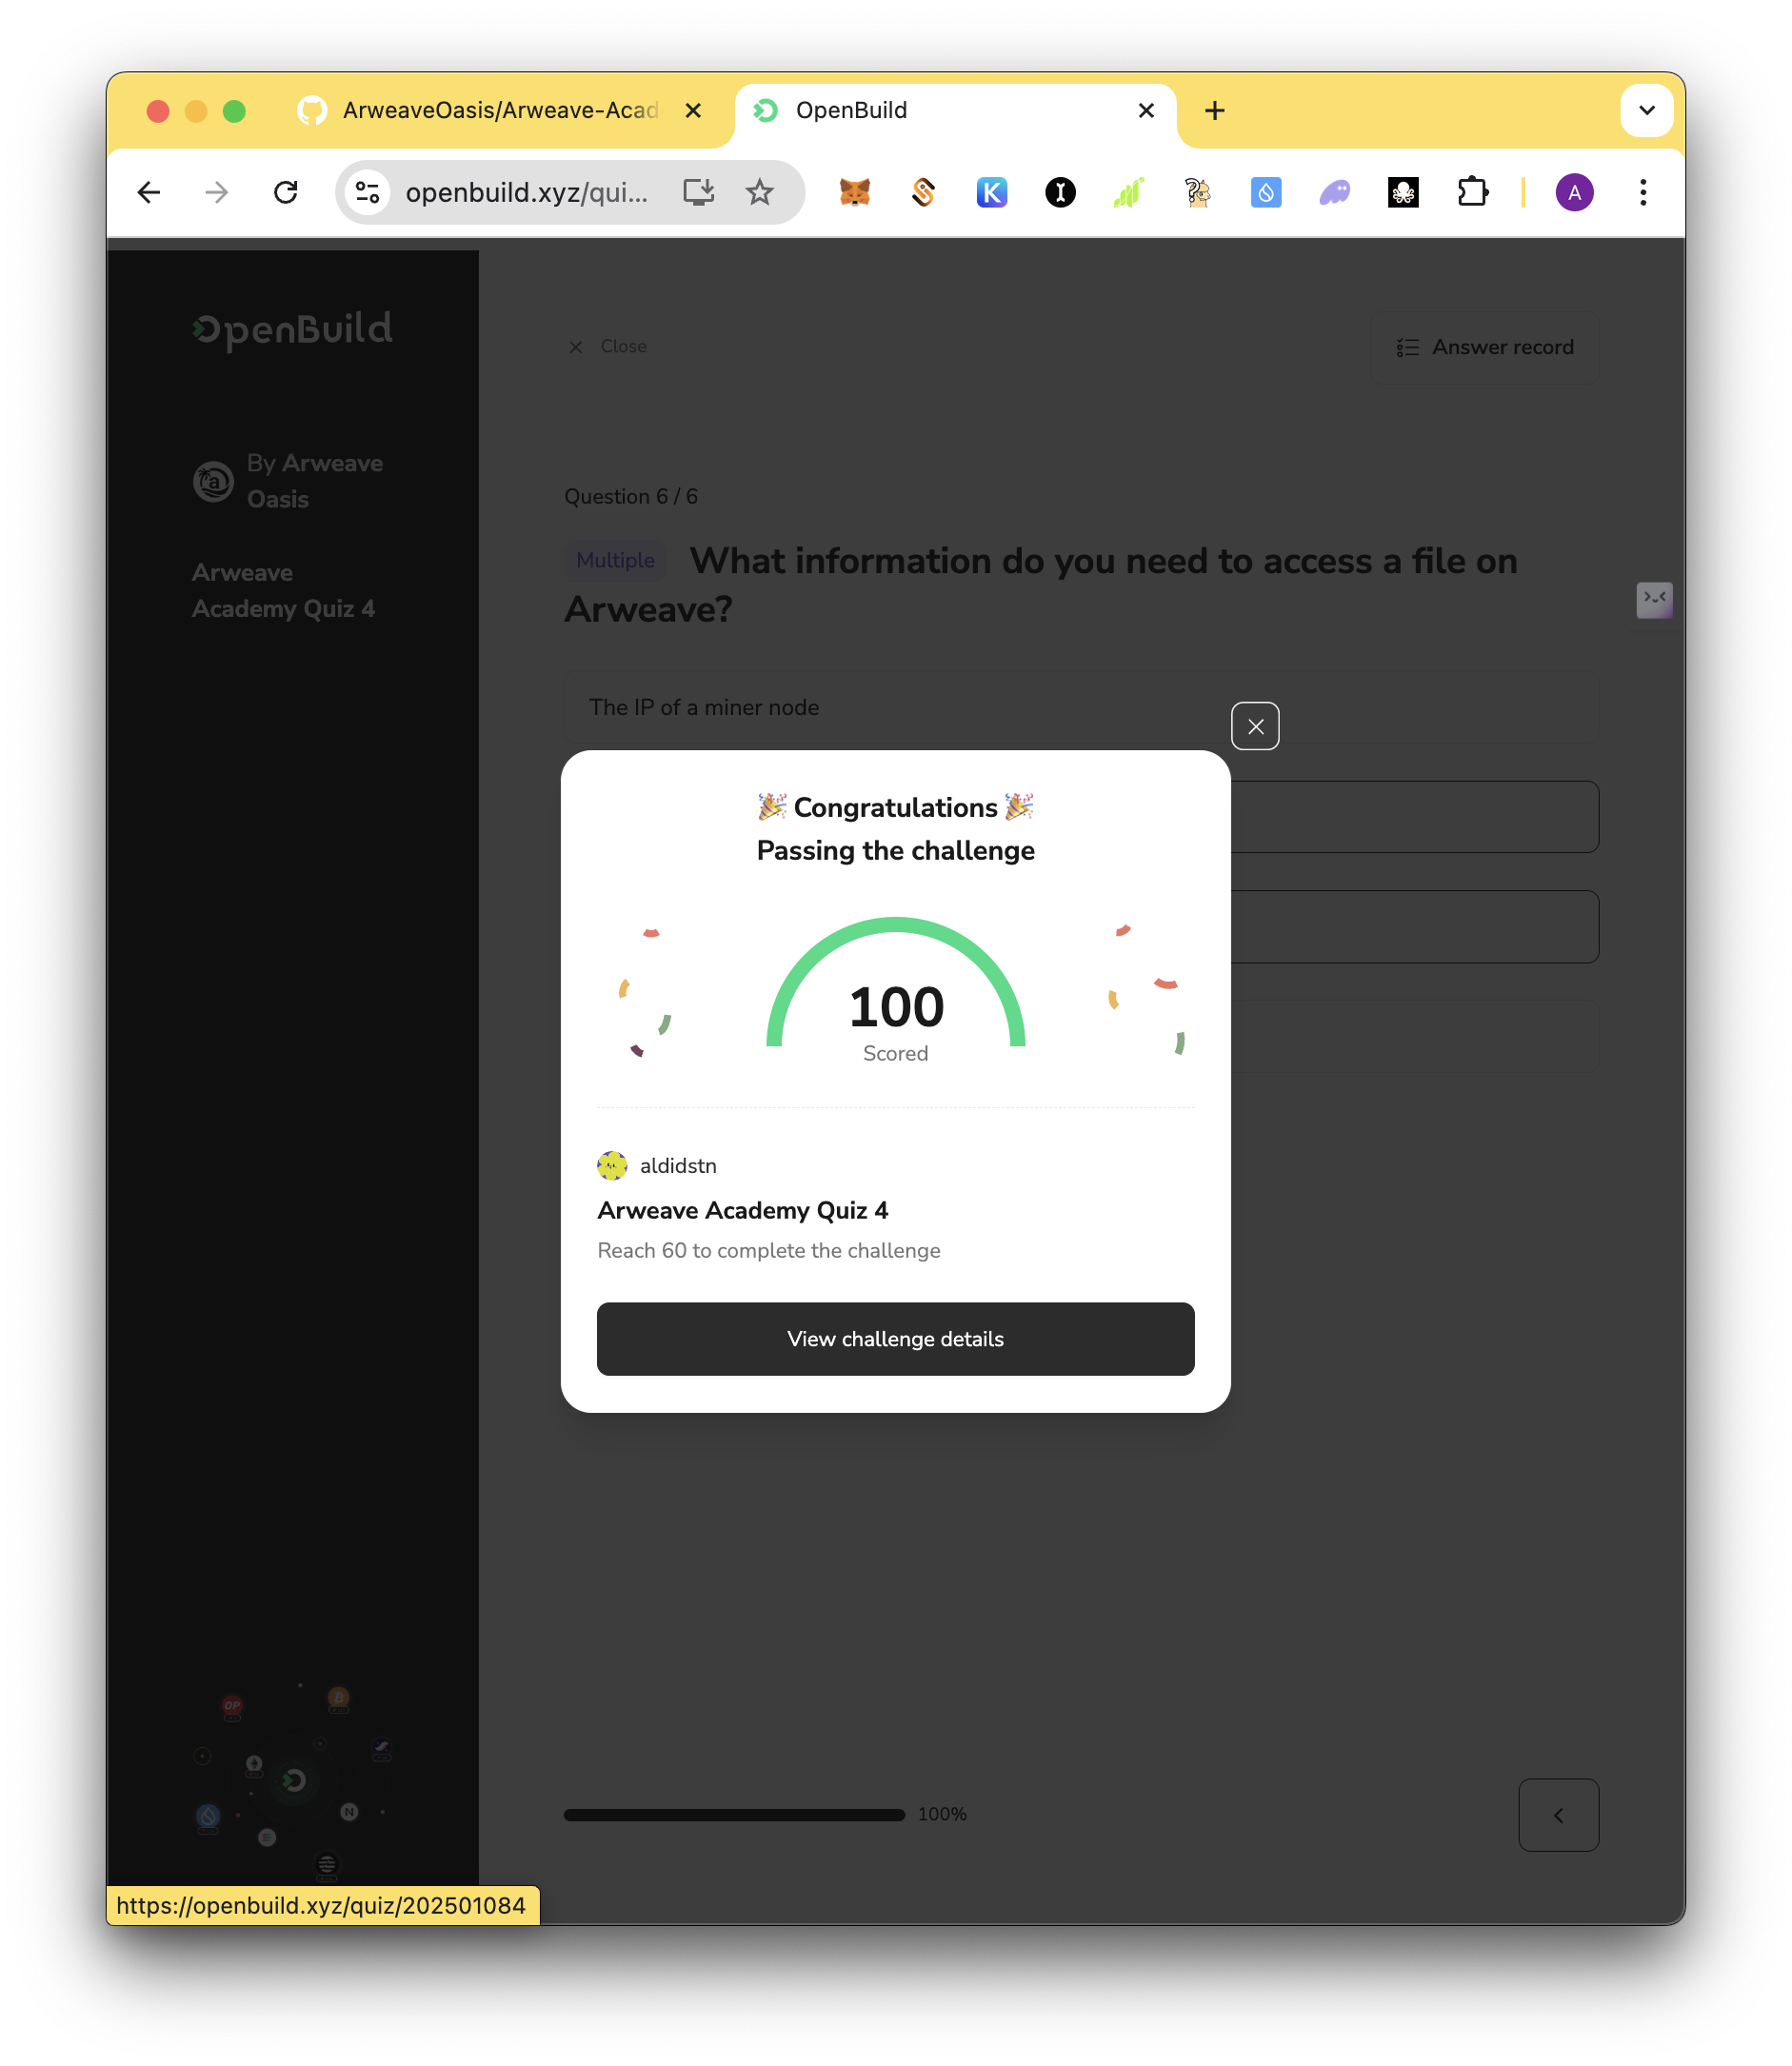 ArweaveOasis/Arweave-Acad
OpenBuild
openbuild.xyz/qui...
A
OpenBuild
Close
Answer record
By Arweave
Oasis
Arweave
Academy Quiz 4
Question 6 / 6
Multiple What information do you need to access a file on
Arweave?
The IP of a miner node
🎉 Congratulations 🎉
Passing the challenge
100
Scored
aldidstn
Arweave Academy Quiz 4
Reach 60 to complete the challenge
View challenge details
OP
N
100%
https://openbuild.xyz/quiz/202501084